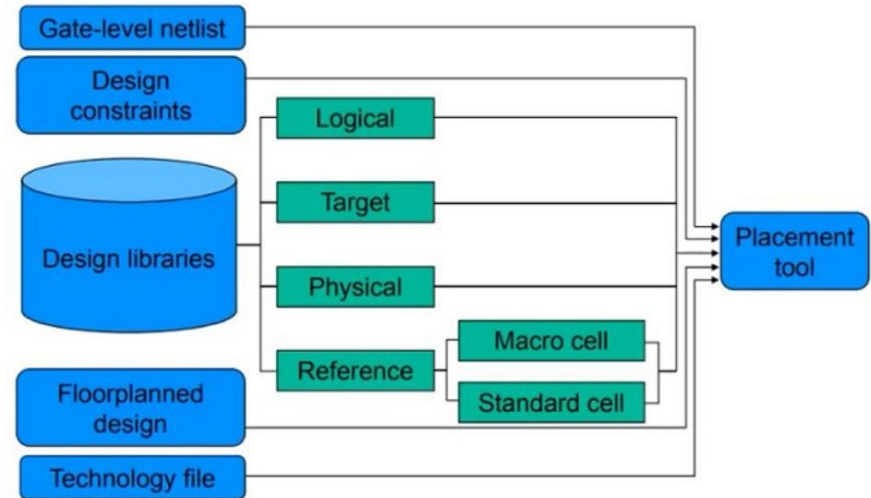 Gate-level netlist
Design
constraints
Logical
Target
Design libraries
Physical
Reference
Macro cell
Standard cell
Floorplanned
design
Technology file
Placement
tool